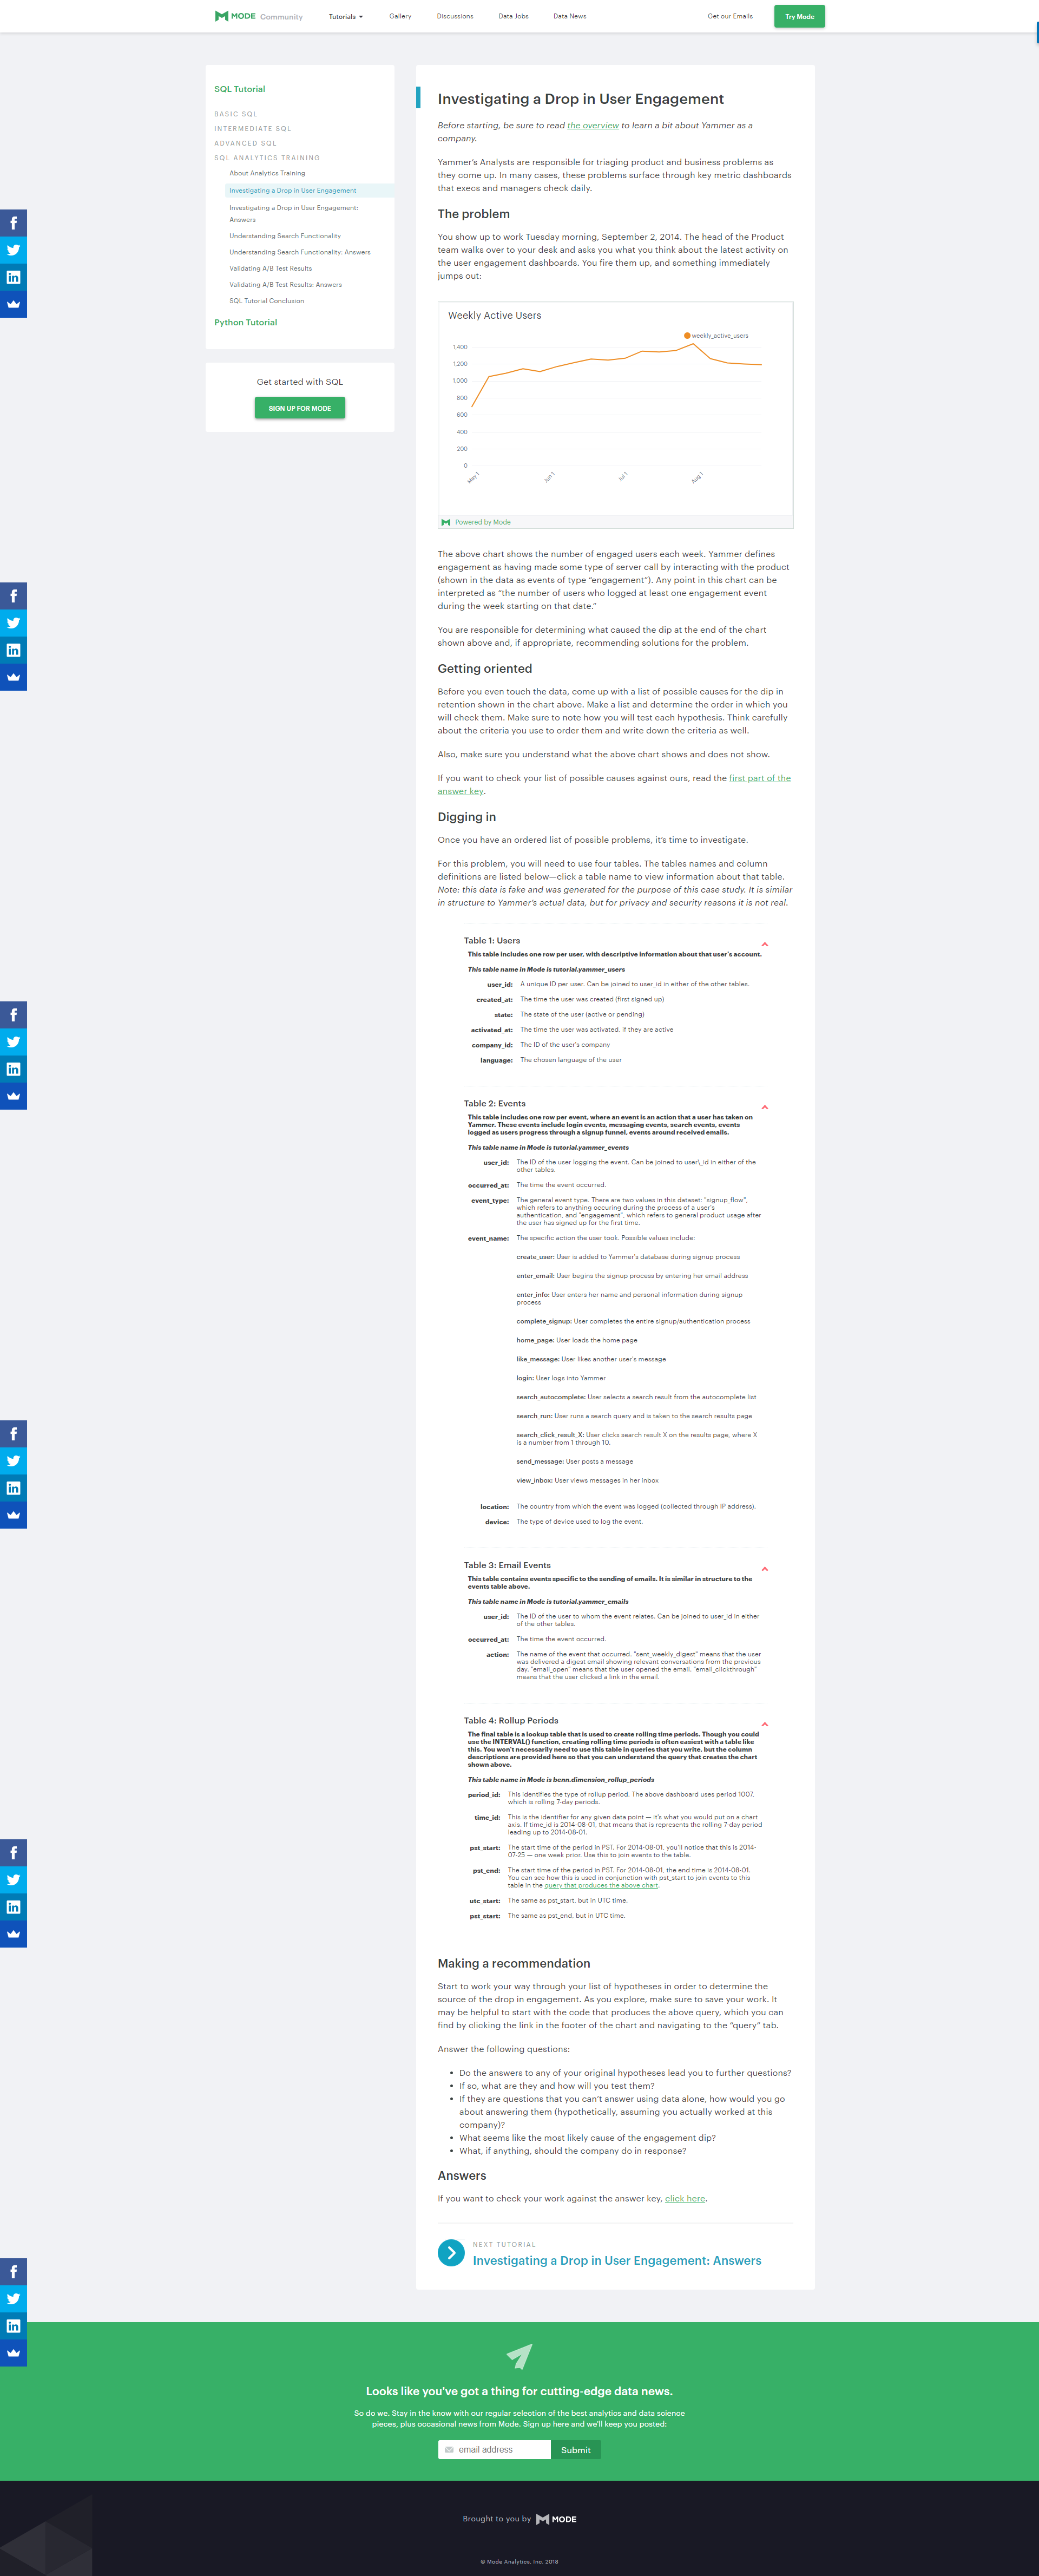 MODE Community
Tutorials
Gallery
Discussions
Data Jobs
Data News
Get our Emails
Try Mode
SQL Tutorial
BASIC SQL
INTERMEDIATE SQL
ADVANCED SQL
SQL ANALYTICS TRAINING
About Analytics Training
Investigating a Drop in User Engagement
Investigating a Drop in User Engagement:
Answers
Understanding Search Functionality
Understanding Search Functionality: Answers
Validating A/B Test Results
Validating A/B Test Results: Answers
SQL Tutorial Conclusion
Python Tutorial
Get started with SQL
SIGN UP FOR MODE
Investigating a Drop in User Engagement
Before starting, be sure to read the overview to learn a bit about Yammer as a
company.
Yammer's Analysts are responsible for triaging product and business problems as
they come up. In many cases, these problems surface through key metric dashboards
that execs and managers check daily.
The problem
You show up to work Tuesday morning, September 2, 2014. The head of the Product
team walks over to your desk and asks you what you think about the latest activity on
the user engagement dashboards. You fire them up, and something immediately
jumps out:
Weekly Active Users
weekly_active_users
1,400
1,200
1,000
800
600
400
200
0
May 1
Jun 1
Jul 1
Aug 1
Powered by Mode
The above chart shows the number of engaged users each week. Yammer defines
engagement as having made some type of server call by interacting with the product
(shown in the data as events of type “engagement”). Any point in this chart can be
interpreted as “the number of users who logged at least one engagement event
during the week starting on that date.”
You are responsible for determining what caused the dip at the end of the chart
shown above and, if appropriate, recommending solutions for the problem.
Getting oriented
Before you even touch the data, come up with a list of possible causes for the dip in
retention shown in the chart above. Make a list and determine the order in which you
will check them. Make sure to note how you will test each hypothesis. Think carefully
about the criteria you use to order them and write down the criteria as well.
Also, make sure you understand what the above chart shows and does not show.
If you want to check your list of possible causes against ours, read the first part of the
answer key.
Digging in
Once you have an ordered list of possible problems, it's time to investigate.
For this problem, you will need to use four tables. The tables names and column
definitions are listed below—click a table name to view information about that table.
Note: this data is fake and was generated for the purpose of this case study. It is similar
in structure to Yammer's actual data, but for privacy and security reasons it is not real.
Table 1: Users
This table includes one row per user, with descriptive information about that user's account.
This table name in Mode is tutorial.yammer_users
user_id: A unique ID per user. Can be joined to user_id in either of the other tables.
created_at: The time the user was created (first signed up)
state: The state of the user (active or pending)
activated_at: The time the user was activated, if they are active
company_id: The ID of the user's company
language: The chosen language of the user
Table 2: Events
This table includes one row per event, where an event is an action that a user has taken on
Yammer. These events include login events, messaging events, search events, events
logged as users progress through a signup funnel, events around received emails.
This table name in Mode is tutorial.yammer_events
user_id: The ID of the user logging the event. Can be joined to user\_id in either of the
other tables.
occurred_at: The time the event occurred.
event_type: The general event type. There are two values in this dataset: "signup_flow",
which refers to anything occuring during the process of a user's
authentication, and "engagement", which refers to general product usage after
the user has signed up for the first time.
event_name: The specific action the user took. Possible values include:
create_user: User is added to Yammer's database during signup process
enter_email: User begins the signup process by entering her email address
enter_info: User enters her name and personal information during signup
process
complete_signup: User completes the entire signup/authentication process
home_page: User loads the home page
like_message: User likes another user's message
login: User logs into Yammer
search_autocomplete: User selects a search result from the autocomplete list
search_run: User runs a search query and is taken to the search results page
search_click_result_X: User clicks search result X on the results page, where X
is a number from 1 through 10.
send_message: User posts a message
view_inbox: User views messages in her inbox
location: The country from which the event was logged (collected through IP address).
device: The type of device used to log the event.
Table 3: Email Events
This table contains events specific to the sending of emails. It is similar in structure to the
events table above.
This table name in Mode is tutorial.yammer_emails
user_id: The ID of the user to whom the event relates. Can be joined to user_id in either
of the other tables.
occurred_at: The time the event occurred.
action: The name of the event that occurred. "sent_weekly_digest" means that the user
was delivered a digest email showing relevant conversations from the previous
day. "email_open" means that the user opened the email. "email_clickthrough"
means that the user clicked a link in the email.
Table 4: Rollup Periods
The final table is a lookup table that is used to create rolling time periods. Though you could
use the INTERVAL() function, creating rolling time periods is often easiest with a table like
this. You won't necessarily need to use this table in queries that you write, but the column
descriptions are provided here so that you can understand the query that creates the chart
shown above.
This table name in Mode is benn.dimension_rollup_periods
period_id: This identifies the type of rollup period. The above dashboard uses period 1007,
which is rolling 7-day periods.
time_id: This is the identifier for any given data point — it's what you would put on a chart
axis. If time_id is 2014-08-01, that means that is represents the rolling 7-day period
leading up to 2014-08-01.
pst_start: The start time of the period in PST. For 2014-08-01, you'll notice that this is 2014-
07-25 — one week prior. Use this to join events to the table.
pst_end: The start time of the period in PST. For 2014-08-01, the end time is 2014-08-01.
You can see how this is used in conjunction with pst_start to join events to this
table in the query that produces the above chart.
utc_start: The same as pst_start, but in UTC time.
pst_start: The same as pst_end, but in UTC time.
Making a recommendation
Start to work your way through your list of hypotheses in order to determine the
source of the drop in engagement. As you explore, make sure to save your work. It
may be helpful to start with the code that produces the above query, which you can
find by clicking the link in the footer of the chart and navigating to the “query” tab.
Answer the following questions:
• Do the answers to any of your original hypotheses lead you to further questions?
• If so, what are they and how will you test them?
• If they are questions that you can't answer using data alone, how would you go
about answering them (hypothetically, assuming you actually worked at this
company)?
• What seems like the most likely cause of the engagement dip?
• What, if anything, should the company do in response?
Answers
If you want to check your work against the answer key, click here.
NEXT TUTORIAL
Investigating a Drop in User Engagement: Answers
Looks like you've got a thing for cutting-edge data news.
So do we. Stay in the know with our regular selection of the best analytics and data science
pieces, plus occasional news from Mode. Sign up here and we'll keep you posted:
email address
Submit
Brought to you by MODE
© Mode Analytics, Inc. 2018